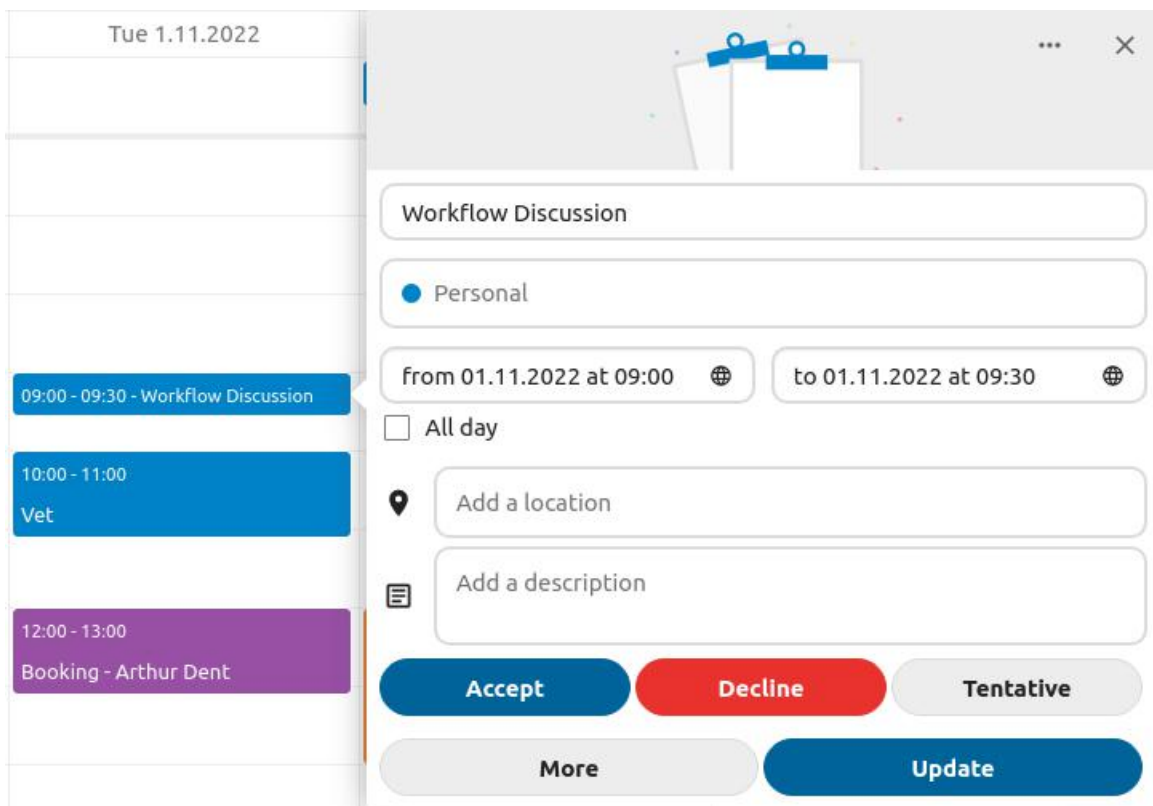 Tue 1.11.2022
Workflow Discussion
Personal
from 01.11.2022 at 09:00
to 01.11.2022 at 09:30
All day
Add a location
Add a description
Accept
Decline
Tentative
More
Update
09:00 - 09:30 - Workflow Discussion
10:00 - 11:00
Vet
12:00 - 13:00
Booking - Arthur Dent